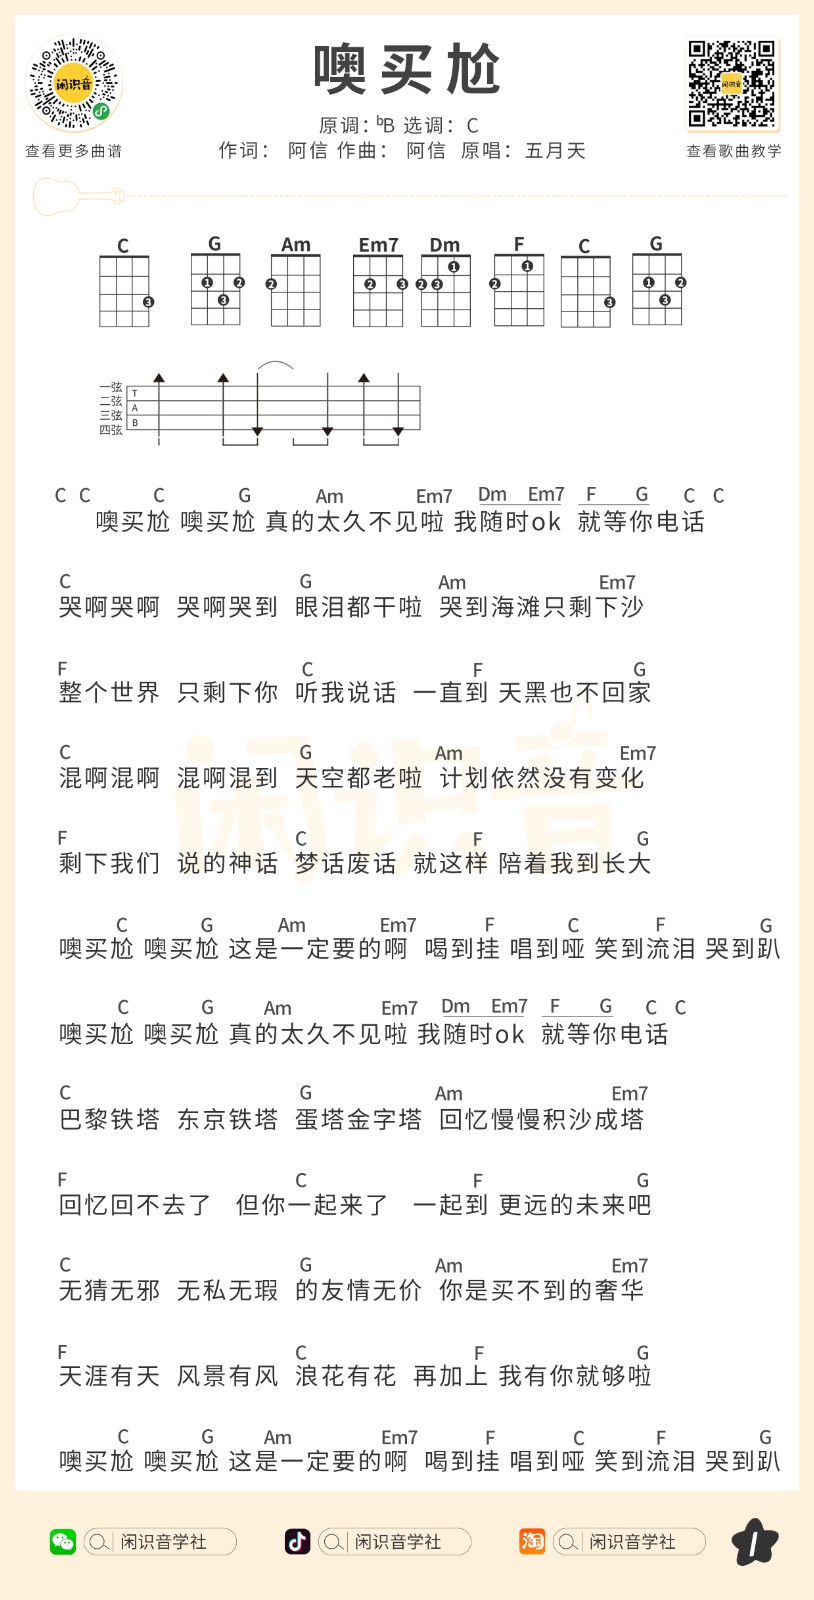 噢买尬
原调：ᵇB 选调：C
作词： 阿信 作曲： 阿信 原唱：五月天
闲识音
闲识音
查看更多曲谱
查看歌曲教学
C G Am Em7 Dm F C G
3 1 2 3 2 2 3 2 3 1 2 1 3 1 2 3
一弦
二弦
三弦
四弦
T
A
B
C C C G Am Em7 Dm Em7 F G C C
噢买尬 噢买尬 真的太久不见啦 我随时ok 就等你电话
C G Am Em7
哭啊哭啊 哭啊哭到 眼泪都干啦 哭到海滩只剩下沙
F C F G
整个世界 只剩下你 听我说话 一直到 天黑也不回家
闲识音
C G Am Em7
混啊混啊 混啊混到 天空都老啦 计划依然没有变化
F C F G
剩下我们 说的神话 梦话废话 就这样 陪着我到长大
C G Am Em7 F C F G
噢买尬 噢买尬 这是一定要的啊 喝到挂 唱到哑 笑到流泪 哭到趴
C G Am Em7 Dm Em7 F G C C
噢买尬 噢买尬 真的太久不见啦 我随时ok 就等你电话
C G Am Em7
巴黎铁塔 东京铁塔 蛋塔金字塔 回忆慢慢积沙成塔
F C F G
回忆回不去了 但你一起来了 一起到 更远的未来吧
C G Am Em7
无猜无邪 无私无瑕 的友情无价 你是买不到的奢华
F C F G
天涯有天 风景有风 浪花有花 再加上 我有你就够啦
C G Am Em7 F C F G
噢买尬 噢买尬 这是一定要的啊 喝到挂 唱到哑 笑到流泪 哭到趴
闲识音学社 闲识音学社 淘 闲识音学社 1